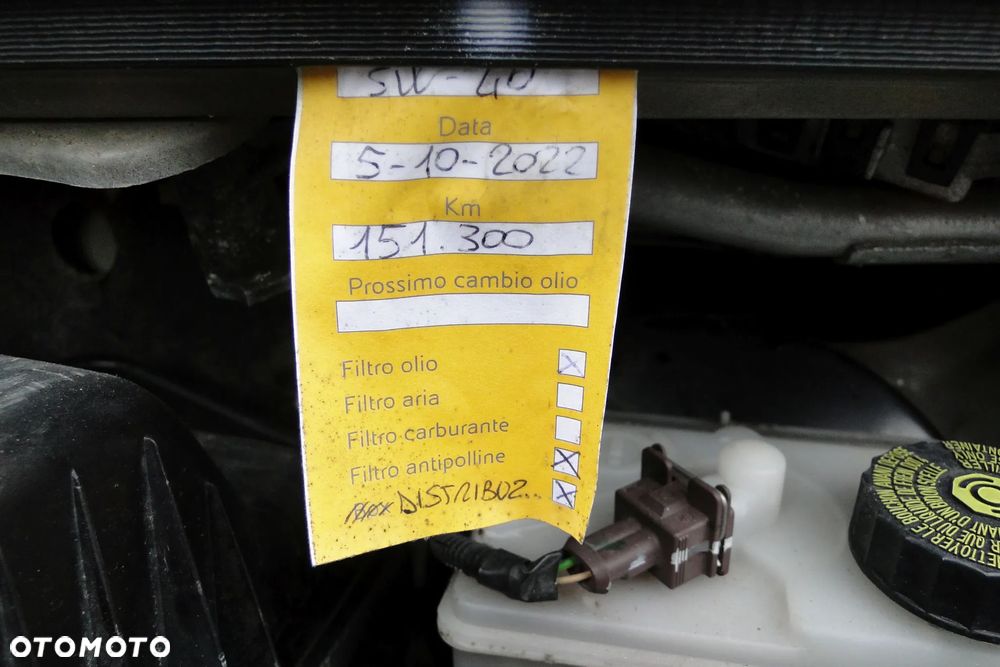 5W-40
Data
5-10-2022
Km
151.300
Prossimo cambio olio
Filtro olio
Filtro aria
Filtro carburante
Filtro antipolline
DISTRIBUZ..
OTOMOTO